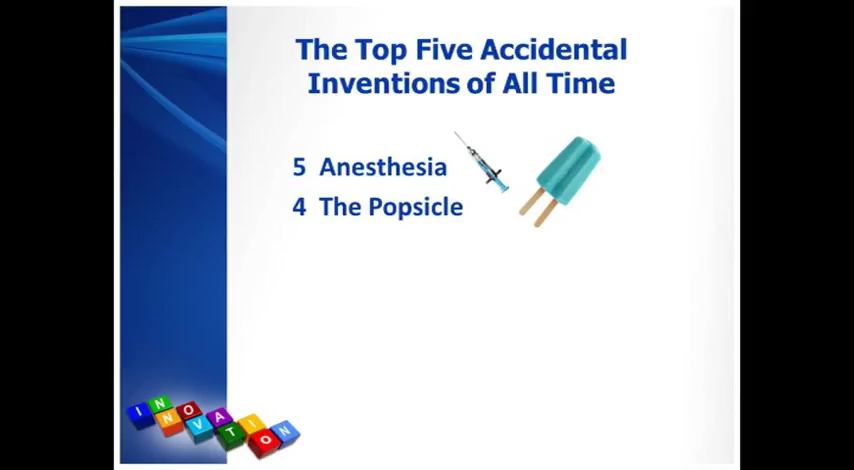 The Top Five Accidental
Inventions of All Time
5 Anesthesia
4 The Popsicle
INNOVATION